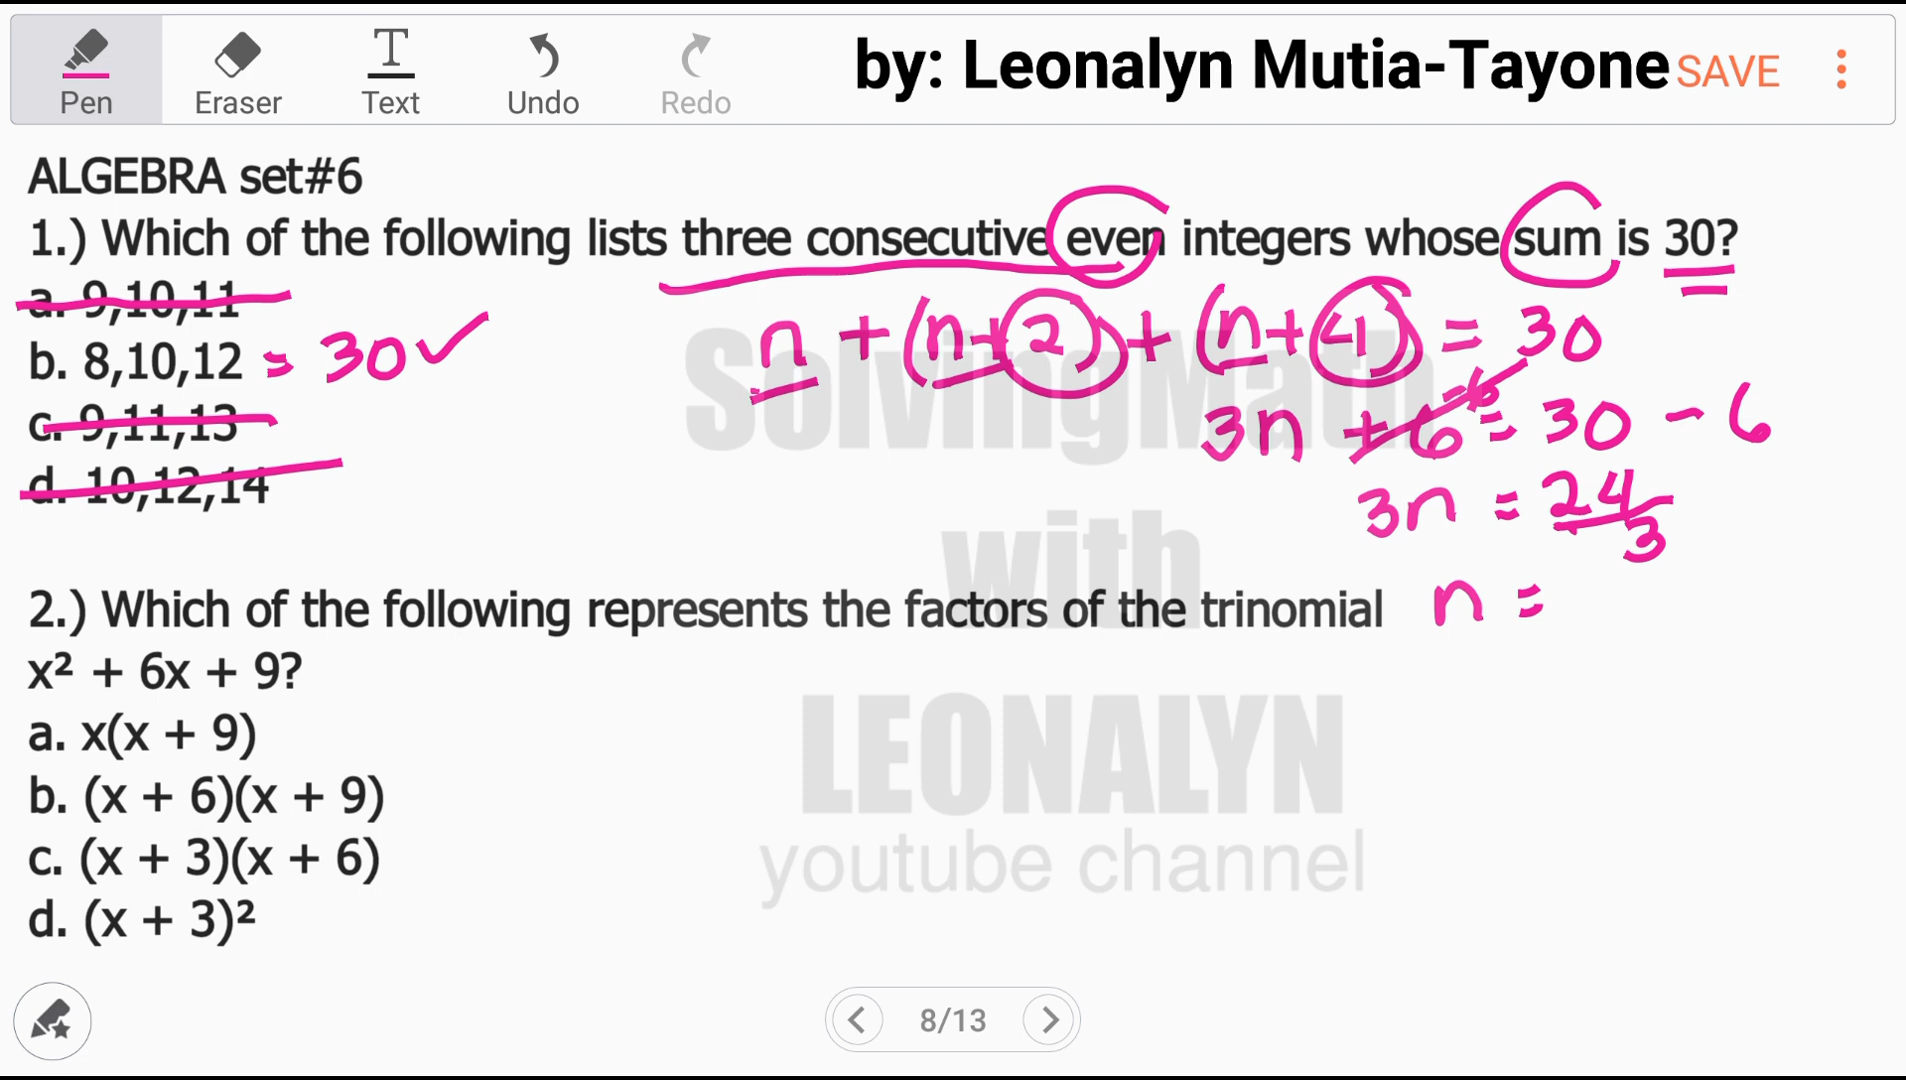 Pen Eraser Text Undo Redo by: Leonalyn Mutia-Tayone SAVE
ALGEBRA set#6
1.) Which of the following lists three consecutive even integers whose sum is 30?
a. 9,10,11
n + (n+2) + (n+4) = 30
b. 8,10,12 = 30 ✓
-6
c. 9,11,13
3n + 6 = 30 - 6
d. 10,12,14
3n = 24/3
2.) Which of the following represents the factors of the trinomial
n =
x² + 6x + 9?
a. x(x + 9)
b. (x + 6)(x + 9)
c. (x + 3)(x + 6)
d. (x + 3)²
SolvingMath
with
LEONALYN
youtube channel
8/13